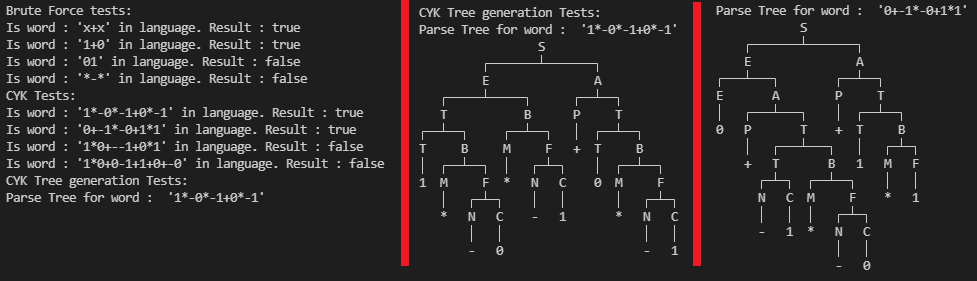 Brute Force tests:
Is word : 'x+x' in language. Result : true
Is word : '1+0' in language. Result : true
Is word : '01' in language. Result : false
Is word : '*-*' in language. Result : false
CYK Tests:
Is word : '1*-0*-1+0*-1' in language. Result : true
Is word : '0+-1*-0+1*1' in language. Result : true
Is word : '1*0+--1+0*1' in language. Result : false
Is word : '1*0+0-1+1+0+-0' in language. Result : false
CYK Tree generation Tests:
Parse Tree for word :  '1*-0*-1+0*-1'
CYK Tree generation Tests:
Parse Tree for word :  '1*-0*-1+0*-1'
S
E A
T B P T
T B M F + T B
1 M F * N C 0 M F
* N C - 1 * N C
- 0 - 1
Parse Tree for word :  '0+-1*-0+1*1'
S
E A
E A P T
0 P T + T B
+ T B 1 M F
N C M F * 1
- 1 * N C
- 0